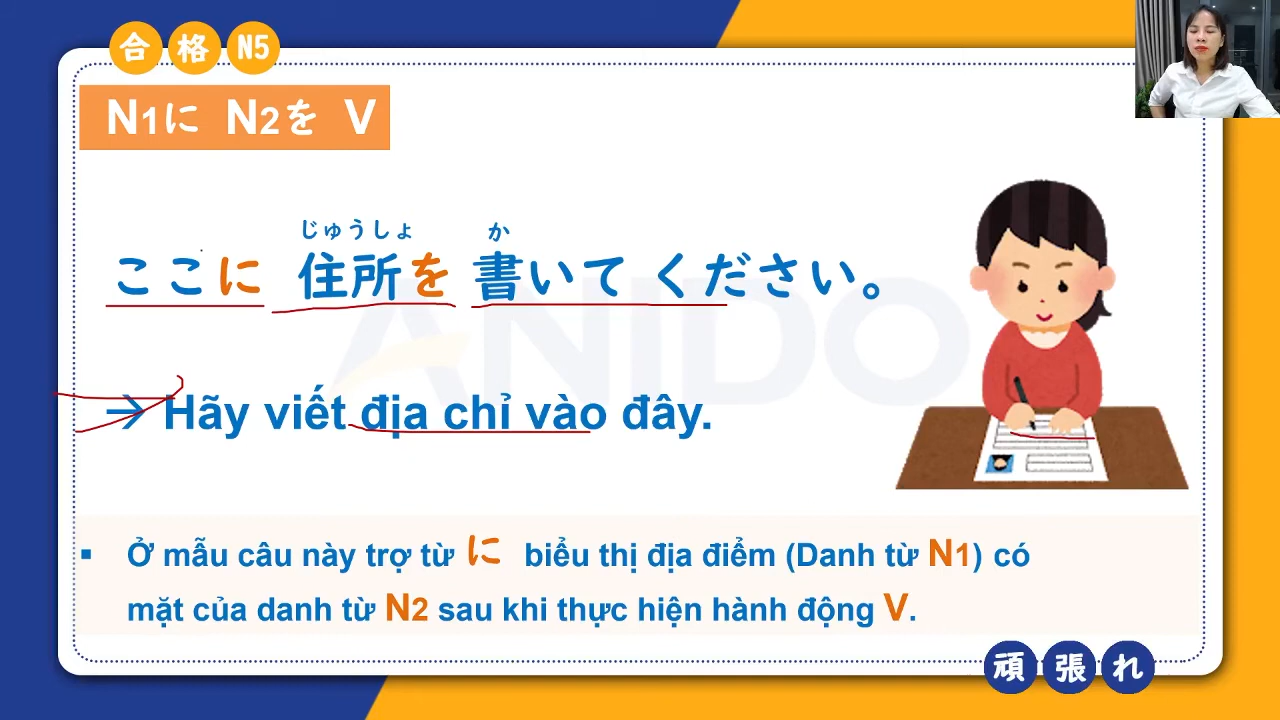 合格 N5
N1に N2を V
じゅうしょ か
ここに 住所を 書いて ください。
ANIDO
→ Hãy viết địa chỉ vào đây.
▪ Ở mẫu câu này trợ từ に biểu thị địa điểm (Danh từ N1) có
mặt của danh từ N2 sau khi thực hiện hành động V.
頑張れ